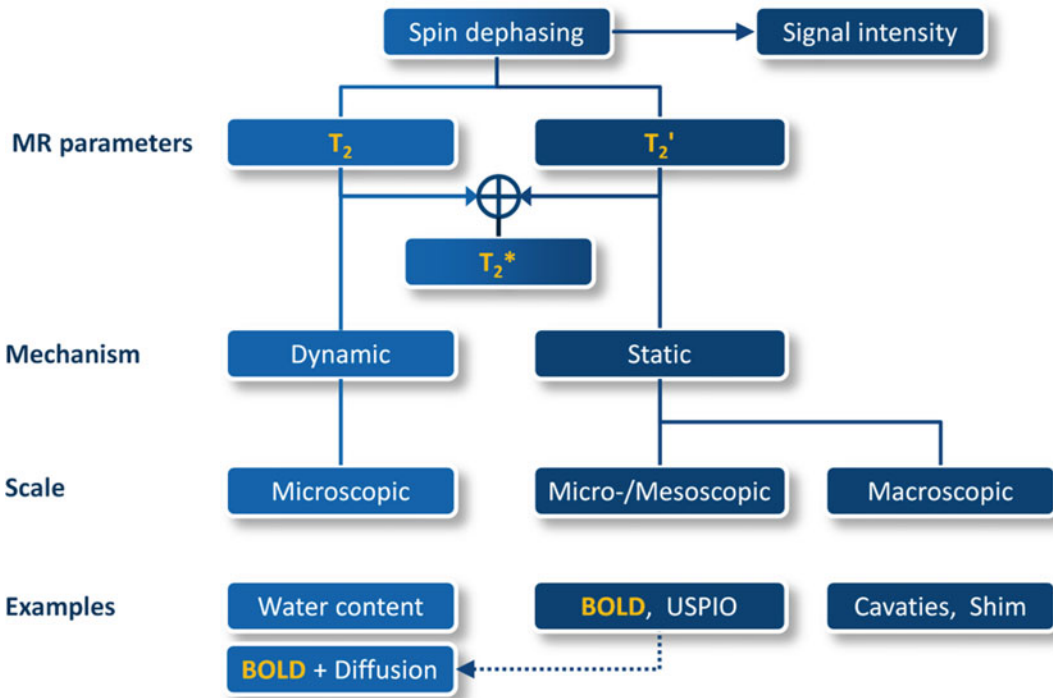 Spin dephasing
Signal intensity
MR parameters
T₂
T₂'
T₂*
Mechanism
Dynamic
Static
Scale
Microscopic
Micro-/Mesoscopic
Macroscopic
Examples
Water content
BOLD, USPIO
Cavaties, Shim
BOLD + Diffusion